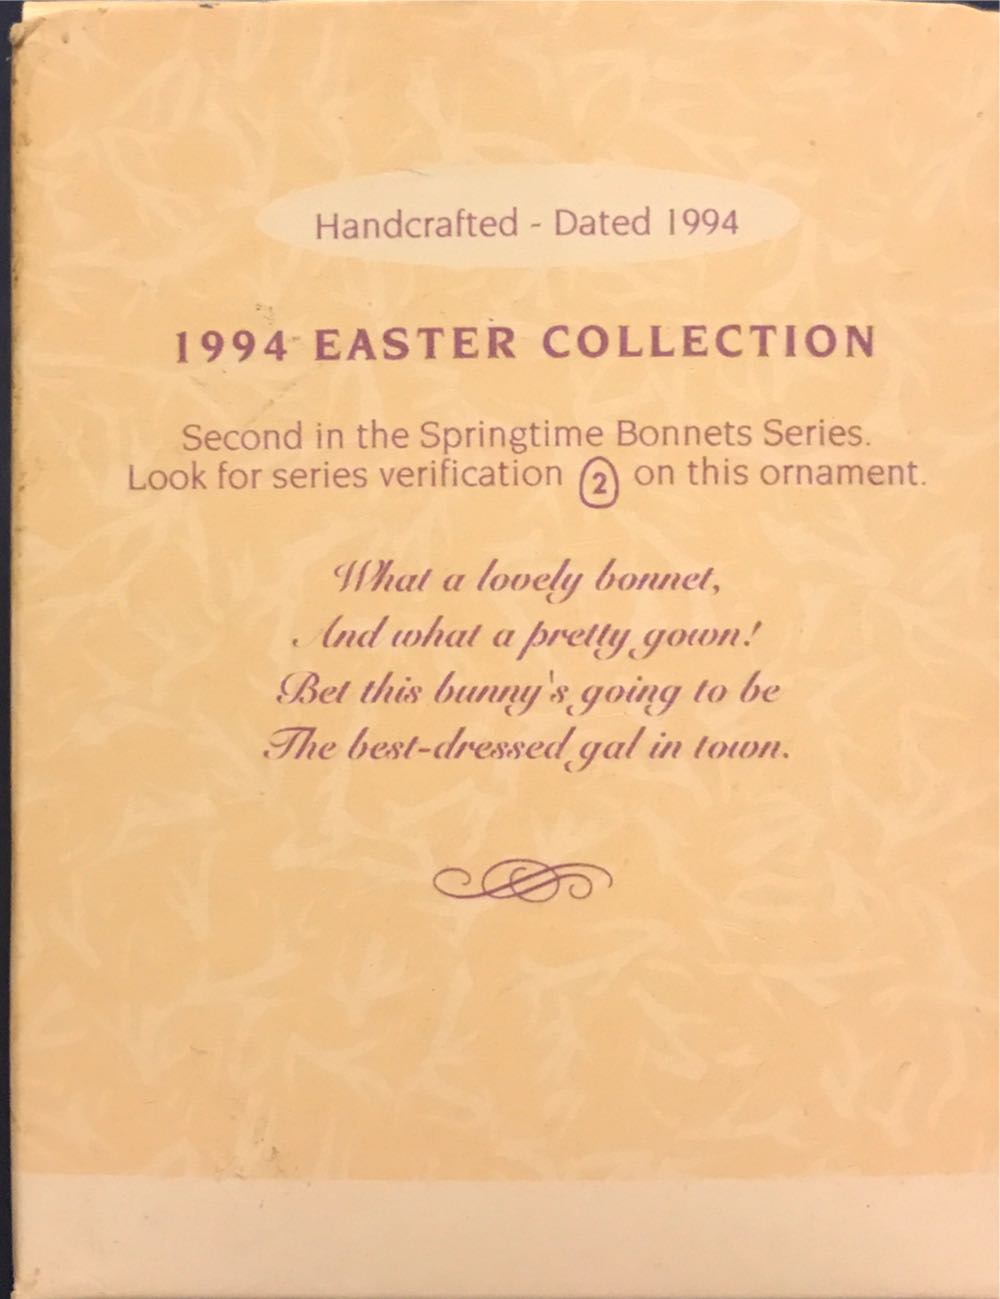 Handcrafted - Dated 1994
1994 EASTER COLLECTION
Second in the Springtime Bonnets Series.
Look for series verification 2 on this ornament.
What a lovely bonnet,
And what a pretty gown!
Bet this bunny's going to be
The best-dressed gal in town.